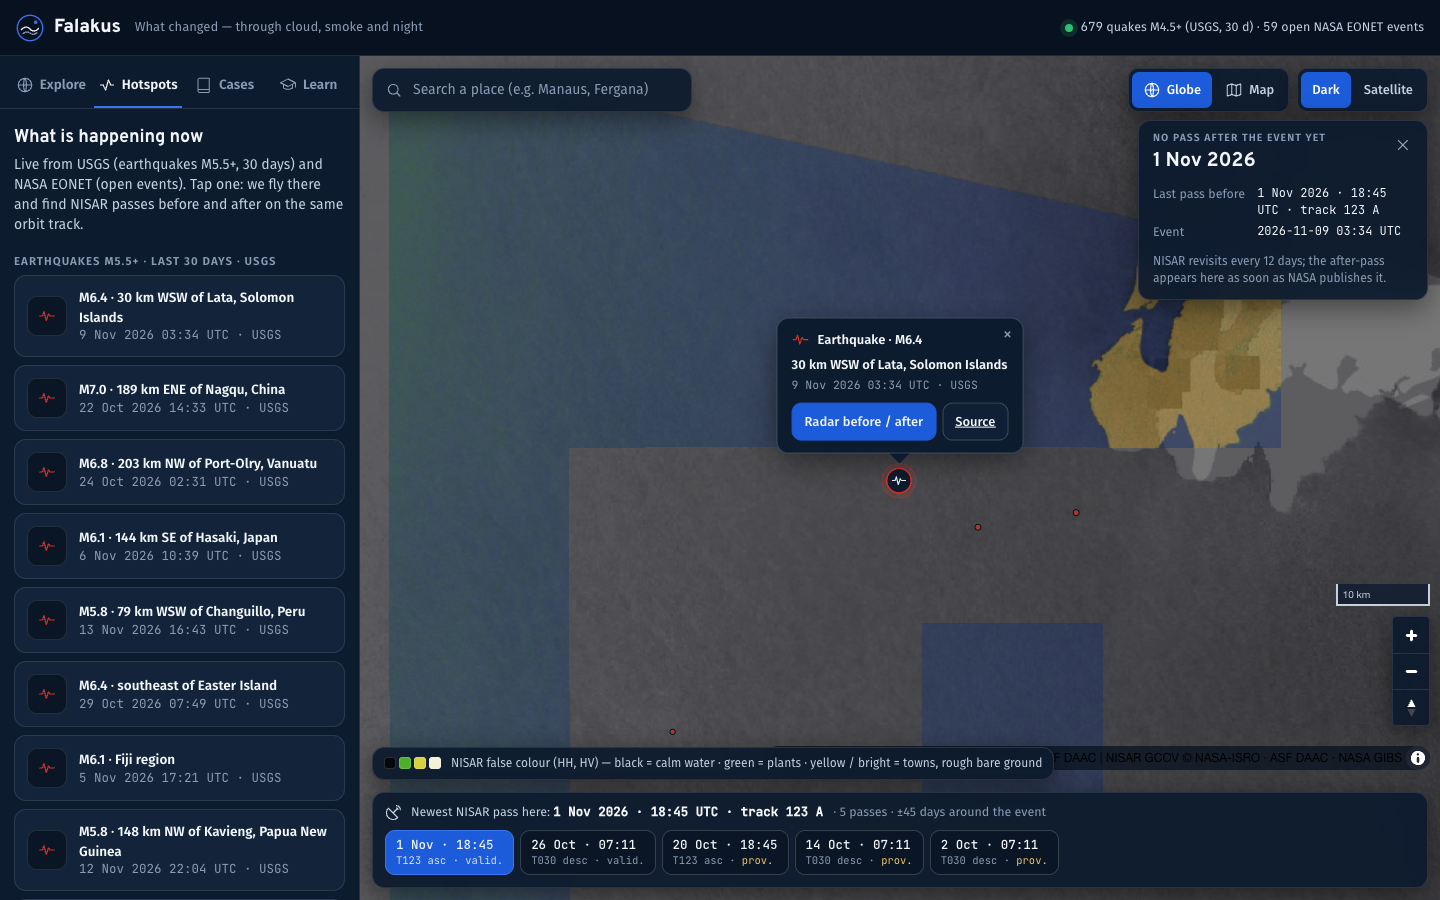 Falakus
What changed — through cloud, smoke and night
679 quakes M4.5+ (USGS, 30 d) · 59 open NASA EONET events
Explore
Hotspots
Cases
Learn
What is happening now
Live from USGS (earthquakes M5.5+, 30 days) and
NASA EONET (open events). Tap one: we fly there
and find NISAR passes before and after on the same
orbit track.
EARTHQUAKES M5.5+ · LAST 30 DAYS · USGS
M6.4 · 30 km WSW of Lata, Solomon
Islands
9 Nov 2026 03:34 UTC · USGS
M7.0 · 189 km ENE of Nagqu, China
22 Oct 2026 14:33 UTC · USGS
M6.8 · 203 km NW of Port-Olry, Vanuatu
24 Oct 2026 02:31 UTC · USGS
M6.1 · 144 km SE of Hasaki, Japan
6 Nov 2026 10:39 UTC · USGS
M5.8 · 79 km WSW of Changuillo, Peru
13 Nov 2026 16:43 UTC · USGS
M6.4 · southeast of Easter Island
29 Oct 2026 07:49 UTC · USGS
M6.1 · Fiji region
5 Nov 2026 17:21 UTC · USGS
M5.8 · 148 km NW of Kavieng, Papua New
Guinea
12 Nov 2026 22:04 UTC · USGS
Search a place (e.g. Manaus, Fergana)
Globe
Map
Dark
Satellite
NO PASS AFTER THE EVENT YET
1 Nov 2026
Last pass before 1 Nov 2026 · 18:45
UTC · track 123 A
Event 2026-11-09 03:34 UTC
NISAR revisits every 12 days; the after-pass
appears here as soon as NASA publishes it.
Earthquake · M6.4
×
30 km WSW of Lata, Solomon Islands
9 Nov 2026 03:34 UTC · USGS
Radar before / after
Source
10 km
NISAR false colour (HH, HV) — black = calm water · green = plants · yellow / bright = towns, rough bare ground
DAAC | NISAR GCOV © NASA-ISRO · ASF DAAC · NASA GIBS
Newest NISAR pass here: 1 Nov 2026 · 18:45 UTC · track 123 A · 5 passes · ±45 days around the event
1 Nov · 18:45
T123 asc · valid.
26 Oct · 07:11
T030 desc · valid.
20 Oct · 18:45
T123 asc · prov.
14 Oct · 07:11
T030 desc · prov.
2 Oct · 07:11
T030 desc · prov.